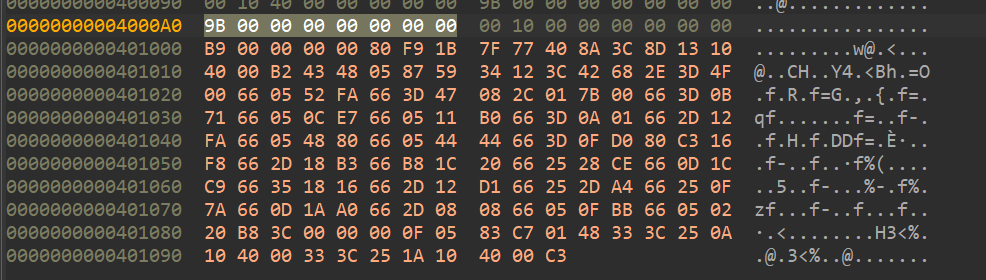 0000000000400090 00 10 40 00 00 00 00 00 9B 00 00 00 00 00 00 00 ..@.............
00000000004000A0 9B 00 00 00 00 00 00 00 00 10 00 00 00 00 00 00 ................
0000000000401000 B9 00 00 00 00 80 F9 1B 7F 77 40 8A 3C 8D 13 10 .........w@.<...
0000000000401010 40 00 B2 43 48 05 87 59 34 12 3C 42 68 2E 3D 4F @..CH..Y4.<Bh.=O
0000000000401020 00 66 05 52 FA 66 3D 47 08 2C 01 7B 00 66 3D 0B .f.R.f=G.,.{.f=.
0000000000401030 71 66 05 0C E7 66 05 11 B0 66 3D 0A 01 66 2D 12 qf.......f=..f-.
0000000000401040 FA 66 05 48 80 66 05 44 44 66 3D 0F D0 80 C3 16 .f.H.f.DDf=.È·..
0000000000401050 F8 66 2D 18 B3 66 B8 1C 20 66 25 28 CE 66 0D 1C .f-..f..·f%(....
0000000000401060 C9 66 35 18 16 66 2D 12 D1 66 25 2D A4 66 25 0F ..5..f-...%-.f%.
0000000000401070 7A 66 0D 1A A0 66 2D 08 08 66 05 0F BB 66 05 02 zf...f-..f...f..
0000000000401080 20 B8 3C 00 00 00 0F 05 83 C7 01 48 33 3C 25 0A ·.<........H3<%.
0000000000401090 10 40 00 33 3C 25 1A 10 40 00 C3 .@.3<%..@.......